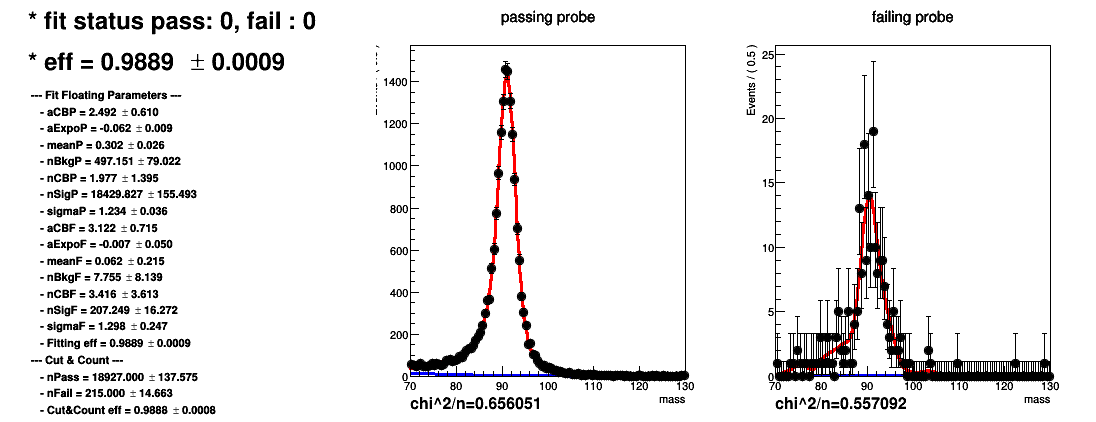 * fit status pass: 0, fail : 0
* eff = 0.9889 ± 0.0009
--- Fit Floating Parameters ---
- aCBP = 2.492 ± 0.610
- aExpoP = -0.062 ± 0.009
- meanP = 0.302 ± 0.026
- nBkgP = 497.151 ± 79.022
- nCBP = 1.977 ± 1.395
- nSigP = 18429.827 ± 155.493
- sigmaP = 1.234 ± 0.036
- aCBF = 3.122 ± 0.715
- aExpoF = -0.007 ± 0.050
- meanF = 0.062 ± 0.215
- nBkgF = 7.755 ± 8.139
- nCBF = 3.416 ± 3.613
- nSigF = 207.249 ± 16.272
- sigmaF = 1.298 ± 0.247
- Fitting eff = 0.9889 ± 0.0009
--- Cut & Count ---
- nPass = 18927.000 ± 137.575
- nFail = 215.000 ± 14.663
- Cut&Count eff = 0.9888 ± 0.0008
passing probe
1400
1200
1000
800
600
400
200
0
70 80 90 100 110 120 130
mass
chi^2/n=0.656051
failing probe
Events / ( 0.5 )
25
20
15
10
5
0
70 80 90 100 110 120 130
mass
chi^2/n=0.557092